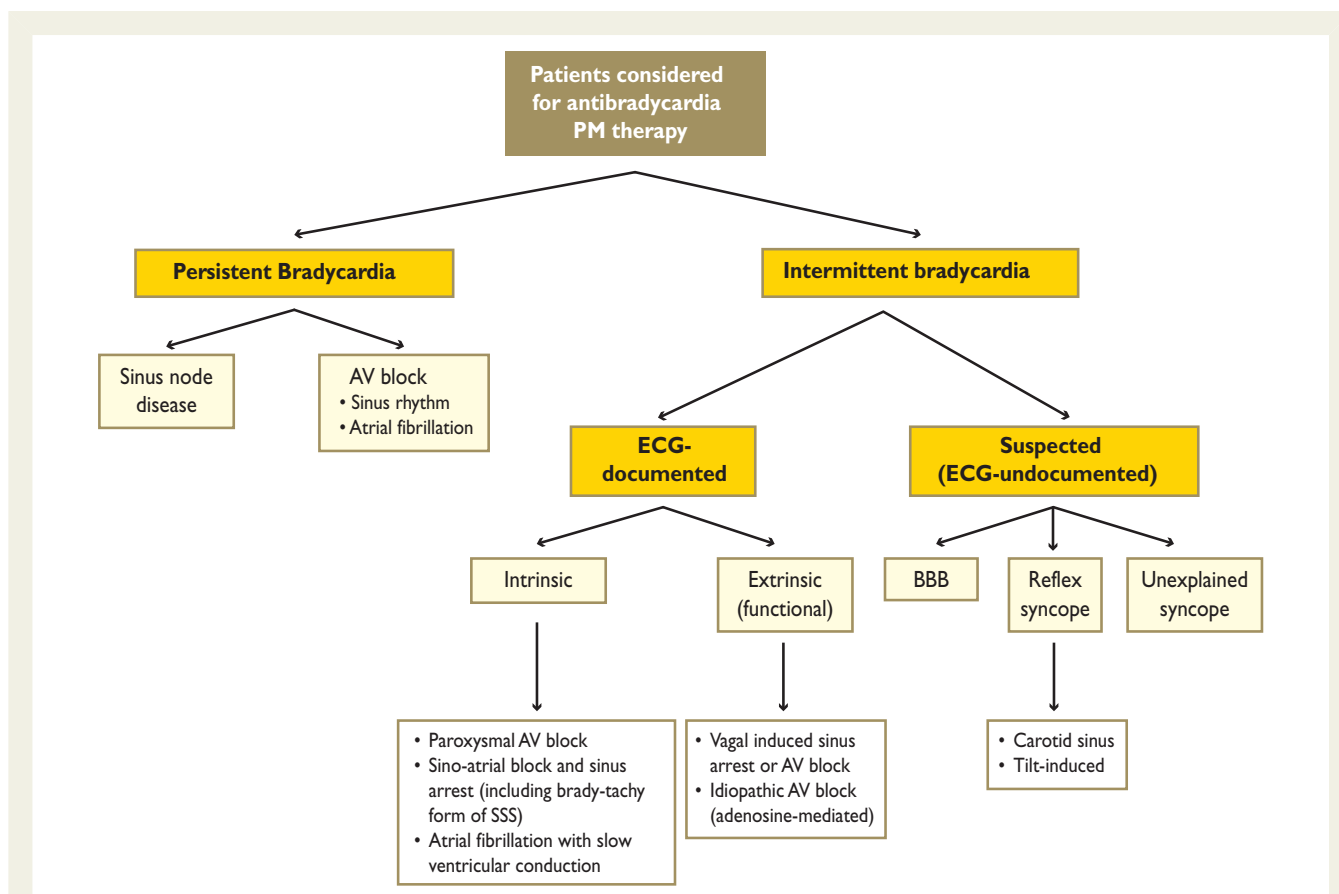 Patients considered
for antibradycardia
PM therapy
Persistent Bradycardia
Intermittent bradycardia
Sinus node
disease
AV block
• Sinus rhythm
• Atrial fibrillation
ECG-
documented
Suspected
(ECG-undocumented)
Intrinsic
Extrinsic
(functional)
BBB
Reflex
syncope
Unexplained
syncope
• Paroxysmal AV block
• Sino-atrial block and sinus
arrest (including brady-tachy
form of SSS)
• Atrial fibrillation with slow
ventricular conduction
• Vagal induced sinus
arrest or AV block
• Idiopathic AV block
(adenosine-mediated)
• Carotid sinus
• Tilt-induced